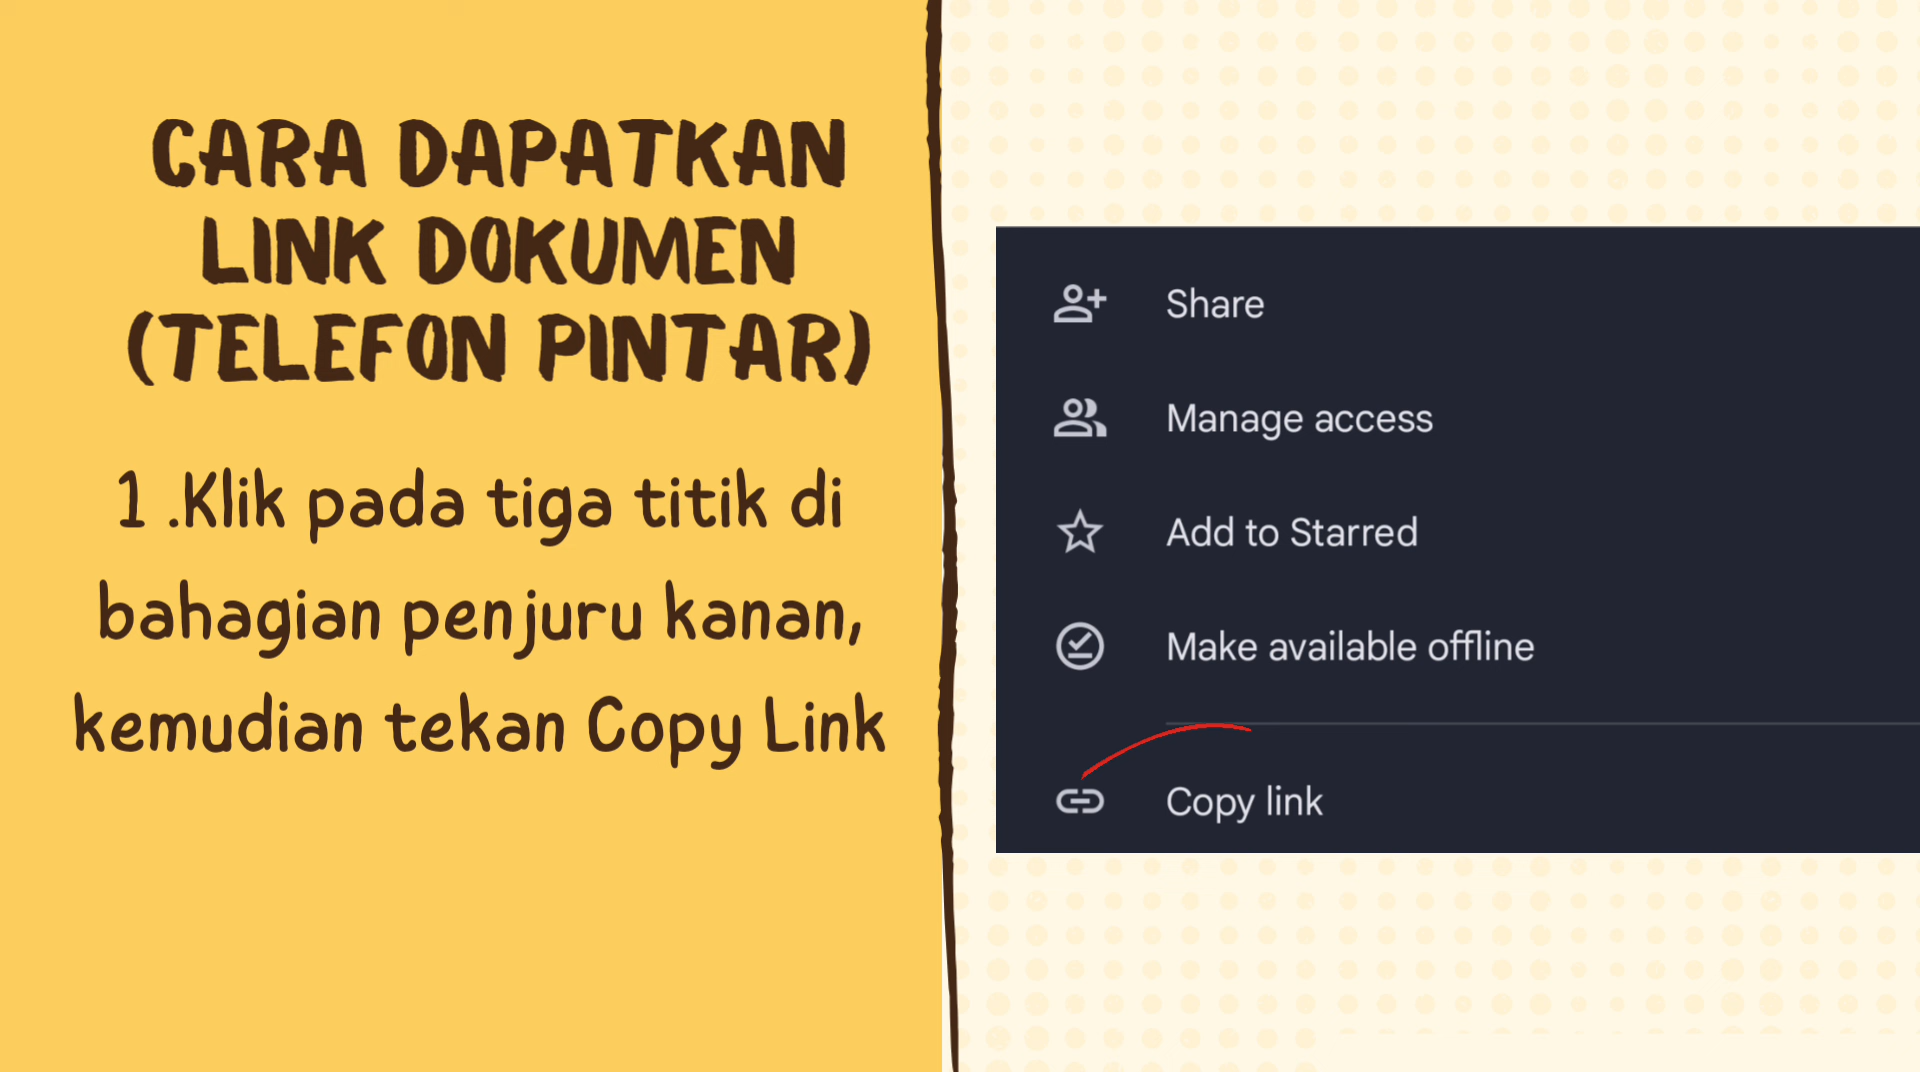 CARA DAPATKAN
LINK DOKUMEN
(TELEFON PINTAR)
1 .Klik pada tiga titik di
bahagian penjuru kanan,
kemudian tekan Copy Link
Share
Manage access
Add to Starred
Make available offline
Copy link